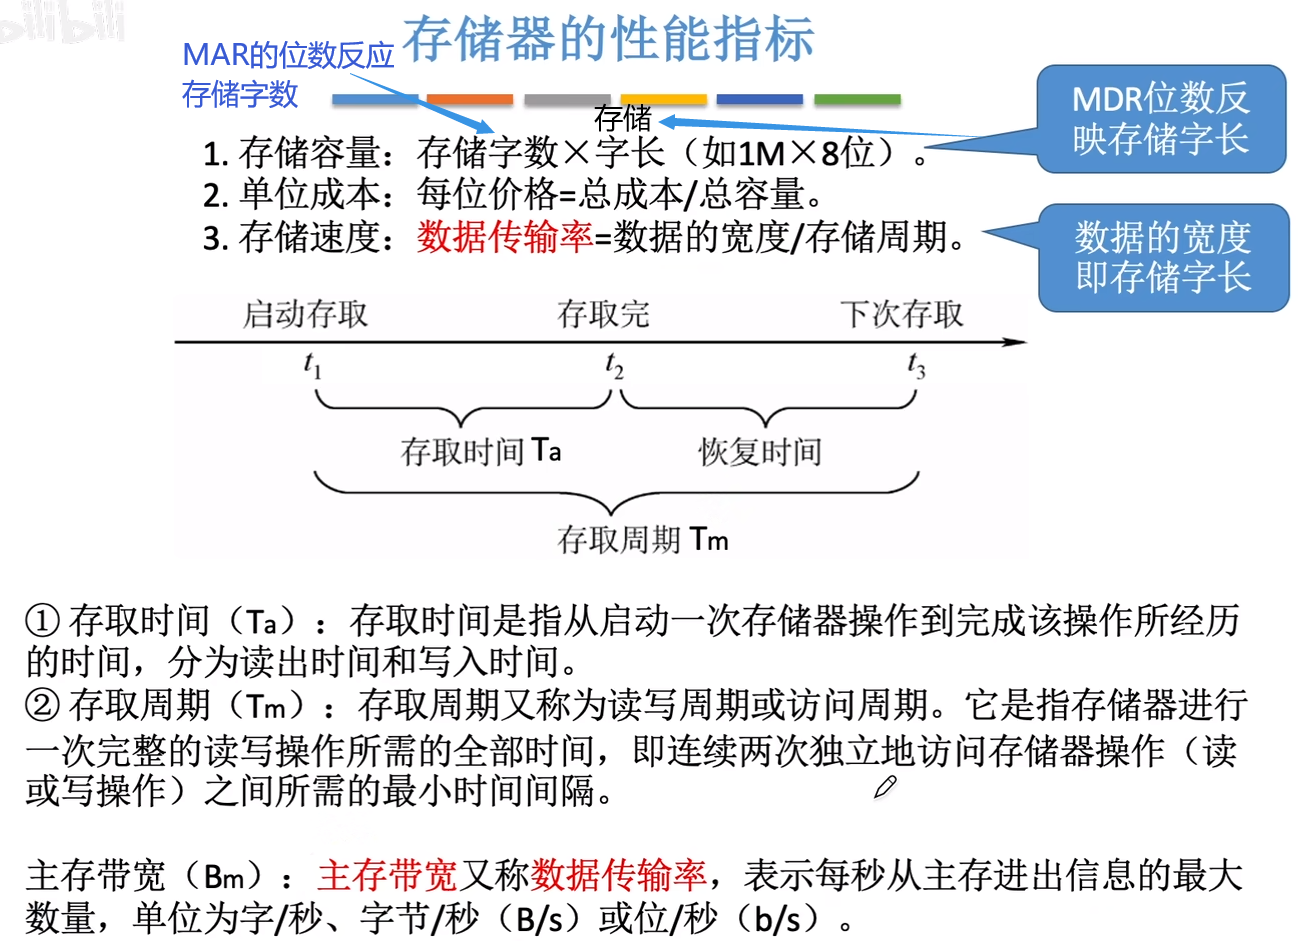 bilibili
存储器的性能指标
MAR的位数反应
存储字数
存储
MDR位数反
映存储字长
1. 存储容量：存储字数×字长（如1M×8位）。
2. 单位成本：每位价格=总成本/总容量。
3. 存储速度：数据传输率=数据的宽度/存储周期。
数据的宽度
即存储字长
启动存取 存取完 下次存取
t1 t2 t3
存取时间 Ta 恢复时间
存取周期 Tm
① 存取时间（Ta）：存取时间是指从启动一次存储器操作到完成该操作所经历
的时间，分为读出时间和写入时间。
② 存取周期（Tm）：存取周期又称为读写周期或访问周期。它是指存储器进行
一次完整的读写操作所需的全部时间，即连续两次独立地访问存储器操作（读
或写操作）之间所需的最小时间间隔。
主存带宽（Bm）：主存带宽又称数据传输率，表示每秒从主存进出信息的最大
数量，单位为字/秒、字节/秒（B/s）或位/秒（b/s）。